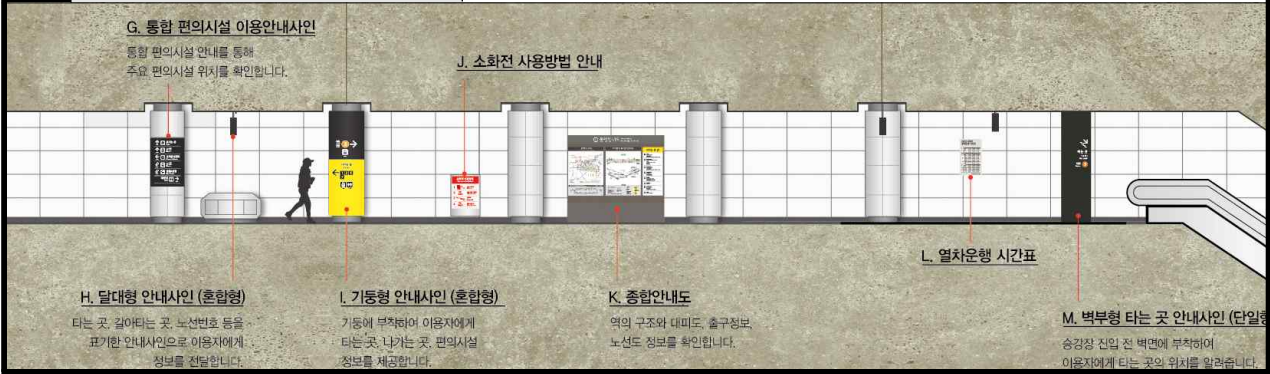 G. 통합 편의시설 이용안내사인
통합 편의시설 안내를 통해
주요 편의시설 위치를 확인합니다.
J. 소화전 사용방법 안내
H. 달대형 안내사인 (혼합형)
타는 곳, 갈아타는 곳, 노선번호 등을
표기한 안내사인으로 이용자에게
정보를 전달합니다.
I. 기둥형 안내사인 (혼합형)
기둥에 부착하여 이용자에게
타는 곳, 나가는 곳, 편의시설
정보를 제공합니다.
K. 종합안내도
역의 구조와 대피도, 출구정보,
노선도 정보를 확인합니다.
L. 열차운행 시간표
M. 벽부형 타는 곳 안내사인 (단일형
승강장 진입 전 벽면에 부착하여
이용자에게 타는 곳의 위치를 알려줍니다.